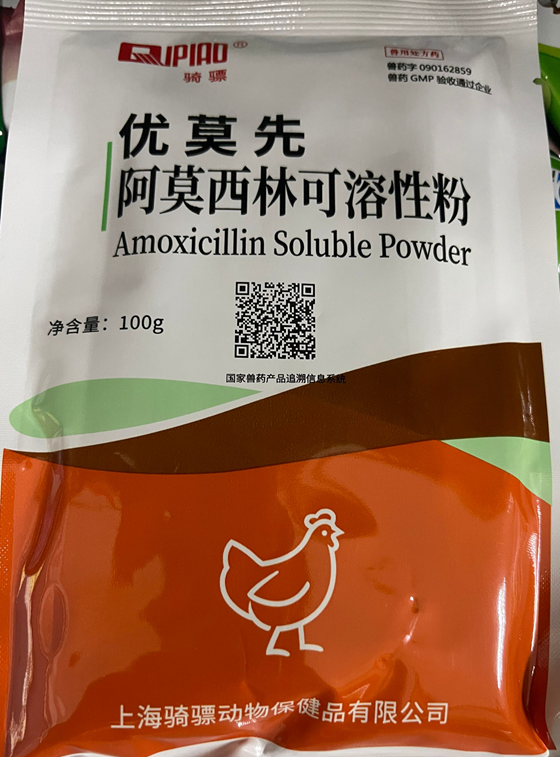 QIPIAO®
骑骠
兽用处方药
兽药字 090162859
兽药 GMP 验收通过企业
优莫先
阿莫西林可溶性粉
Amoxicillin Soluble Powder
净含量：100g
国家兽药产品追溯信息系统
上海骑骠动物保健品有限公司